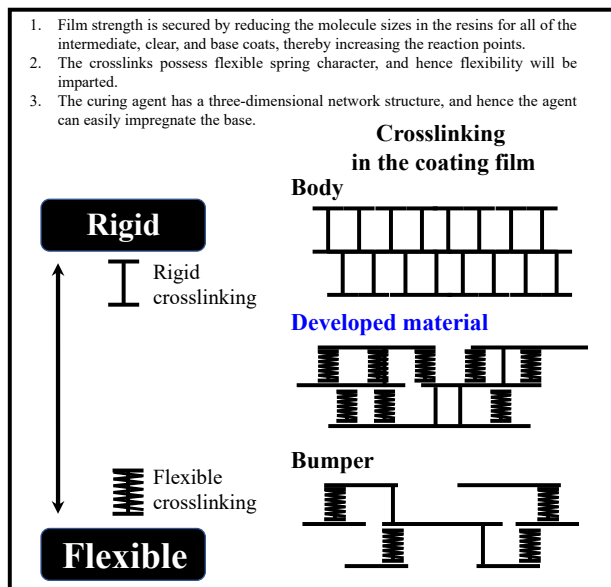 1. Film strength is secured by reducing the molecule sizes in the resins for all of the
intermediate, clear, and base coats, thereby increasing the reaction points.
2. The crosslinks possess flexible spring character, and hence flexibility will be
imparted.
3. The curing agent has a three-dimensional network structure, and hence the agent
can easily impregnate the base.
Crosslinking
in the coating film
Body
Rigid
Rigid
crosslinking
Developed material
Bumper
Flexible
crosslinking
Flexible